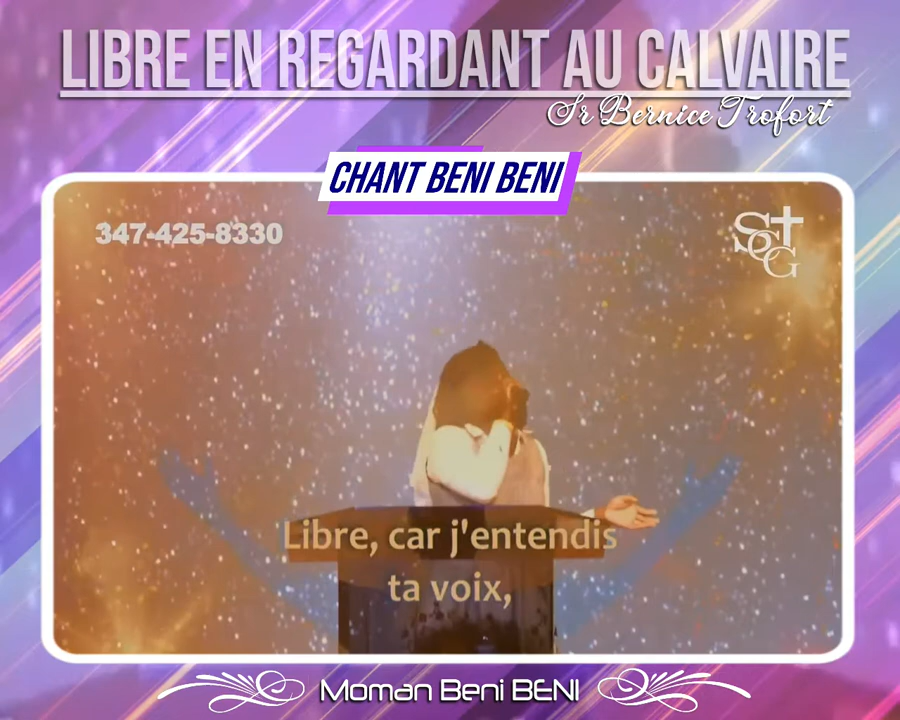 LIBRE EN REGARDANT AU CALVAIRE
Sr Bernice Trofort
CHANT BENI BENI
347-425-8330
SCG
Libre, car j'entendis
ta voix,
Moman Beni BENI